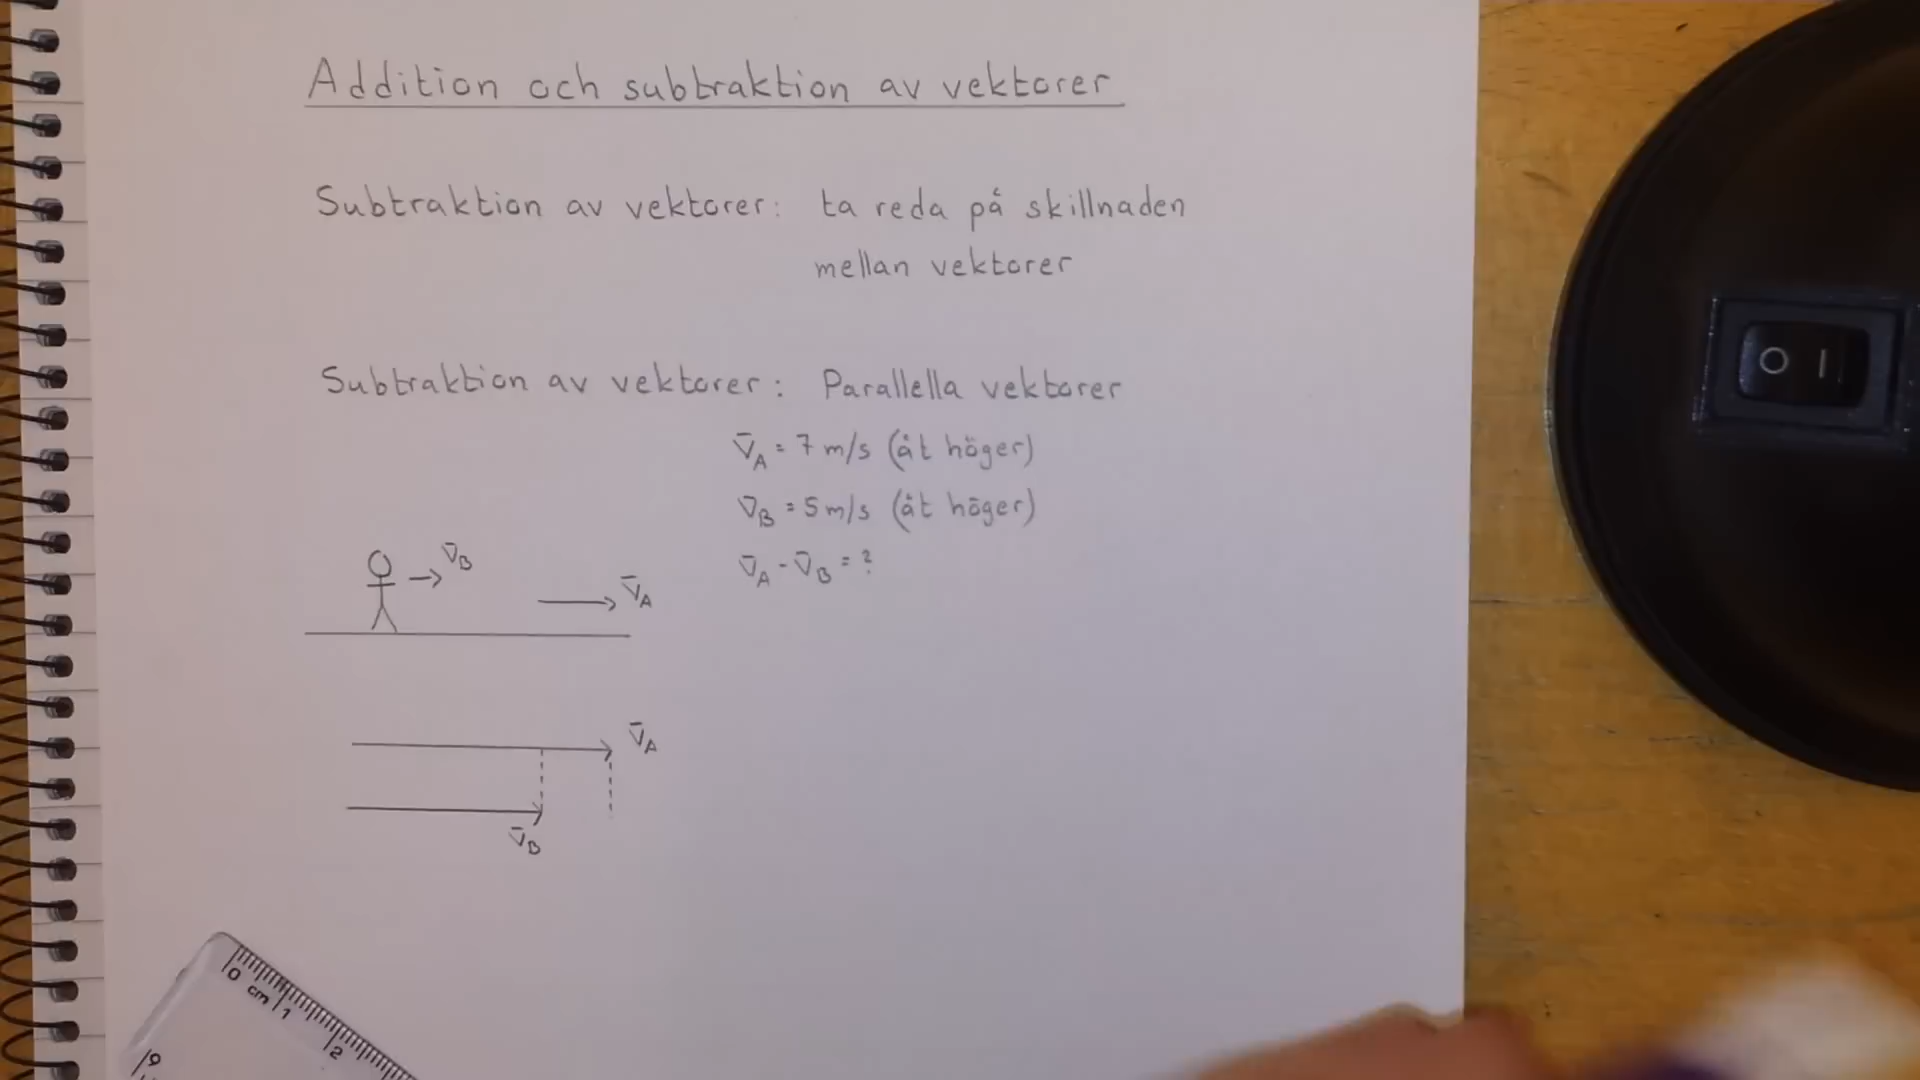 Addition och subtraktion av vektorer
Subtraktion av vektorer: ta reda på skillnaden
mellan vektorer
Subtraktion av vektorer: Parallella vektorer
v̄A = 7 m/s (åt höger)
v̄B = 5 m/s (åt höger)
v̄A - v̄B = ?
v̄B
v̄A
v̄A
v̄B
0 cm 1 2
9
O I